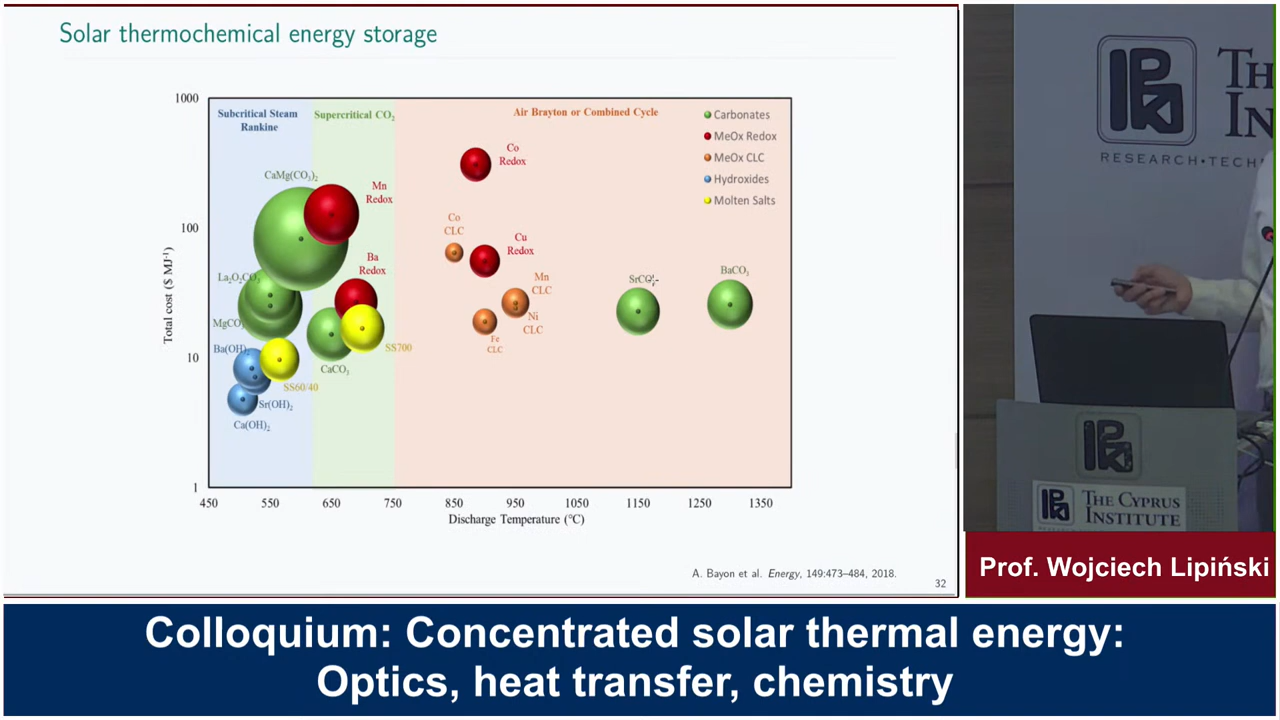 Solar thermochemical energy storage
1000
100
10
1
Total cost ($ MJ⁻¹)
Subcritical Steam
Rankine
Supercritical CO₂
Air Brayton or Combined Cycle
Carbonates
MeOx Redox
MeOx CLC
Hydroxides
Molten Salts
CaMg(CO₃)₂
Mn
Redox
Co
Redox
Co
CLC
Cu
Redox
Ba
Redox
La₂O₂CO₃
Mn
CLC
SrCO₃
BaCO₃
MgCO₃
Ni
CLC
Fe
CLC
Ba(OH)₂
SS700
CaCO₃
SS60/40
Sr(OH)₂
Ca(OH)₂
450
550
650
750
850
950
1050
1150
1250
1350
Discharge Temperature (°C)
A. Bayon et al. Energy, 149:473–484, 2018.
32
TH
IN
RESEARCH•TECH
THE CYPRUS
INSTITUTE
Prof. Wojciech Lipiński
Colloquium: Concentrated solar thermal energy:
Optics, heat transfer, chemistry